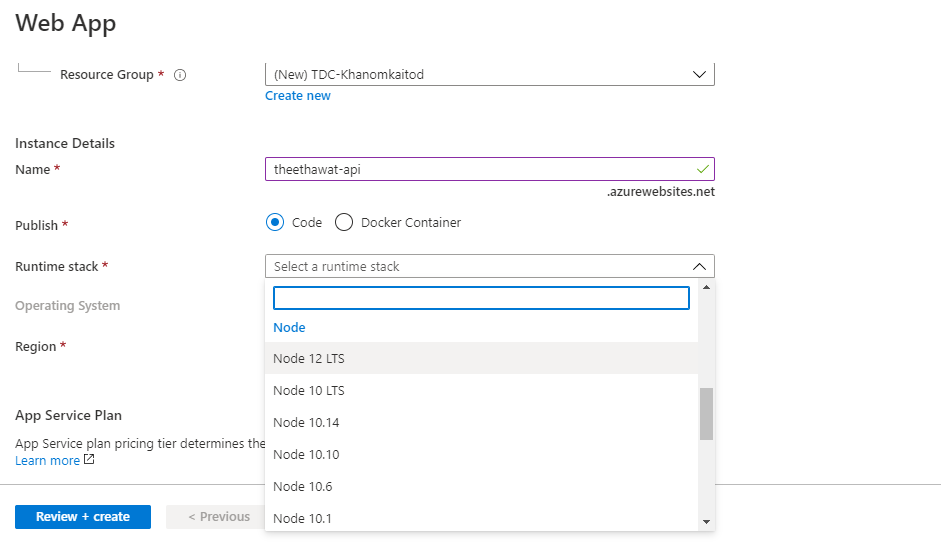 Web App
Resource Group *
(New) TDC-Khanomkaitod
Create new
Instance Details
Name *
theethawat-api
.azurewebsites.net
Publish *
Code
Docker Container
Runtime stack *
Select a runtime stack
Operating System
Node
Region *
Node 12 LTS
Node 10 LTS
App Service Plan
Node 10.14
App Service plan pricing tier determines the
Node 10.10
Learn more
Node 10.6
Review + create
< Previous
Node 10.1